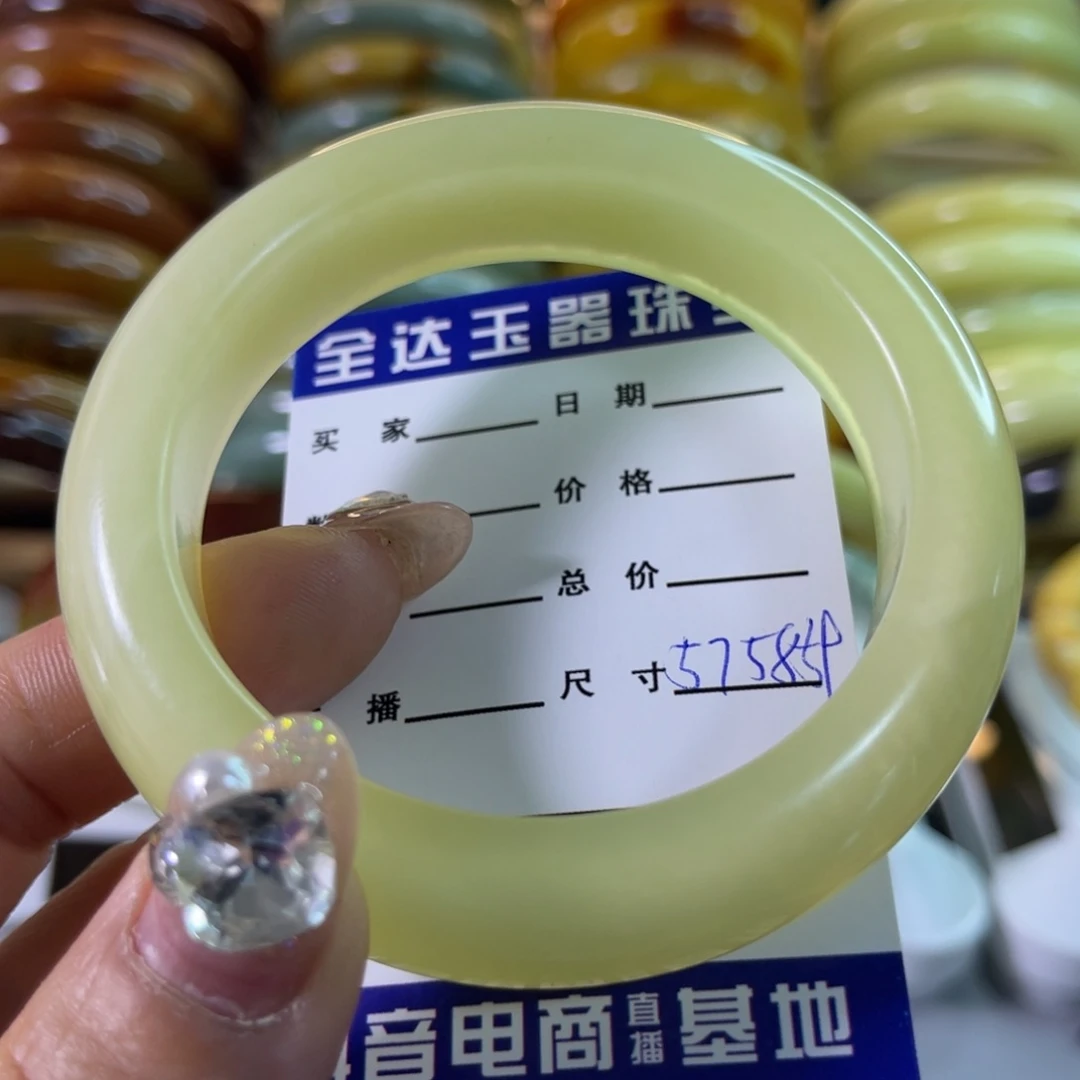 全达玉器珠
买家 日期
价格
总价
播 尺寸
音电商直播基地